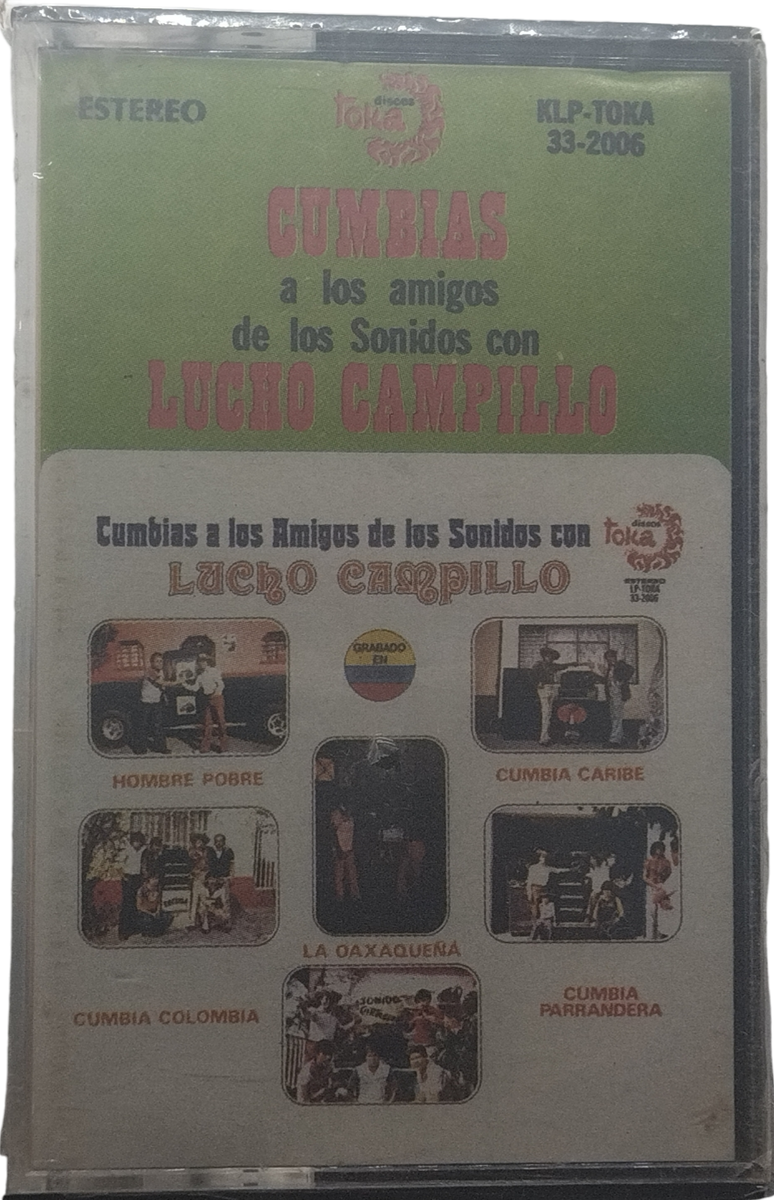 ESTEREO
discos
Toka
KLP-TOKA
33-2006
CUMBIAS
a los amigos
de los Sonidos con
LUCHO CAMPILLO
Cumbias a los Amigos de los Sonidos con
discos
Toka
LUCHO CAMPILLO
ESTEREO
LP-TOKA
33-2006
GRABADO
EN
HOMBRE POBRE
CUMBIA CARIBE
LA OAXAQUEÑA
CUMBIA COLOMBIA
CUMBIA
PARRANDERA
SONIDO